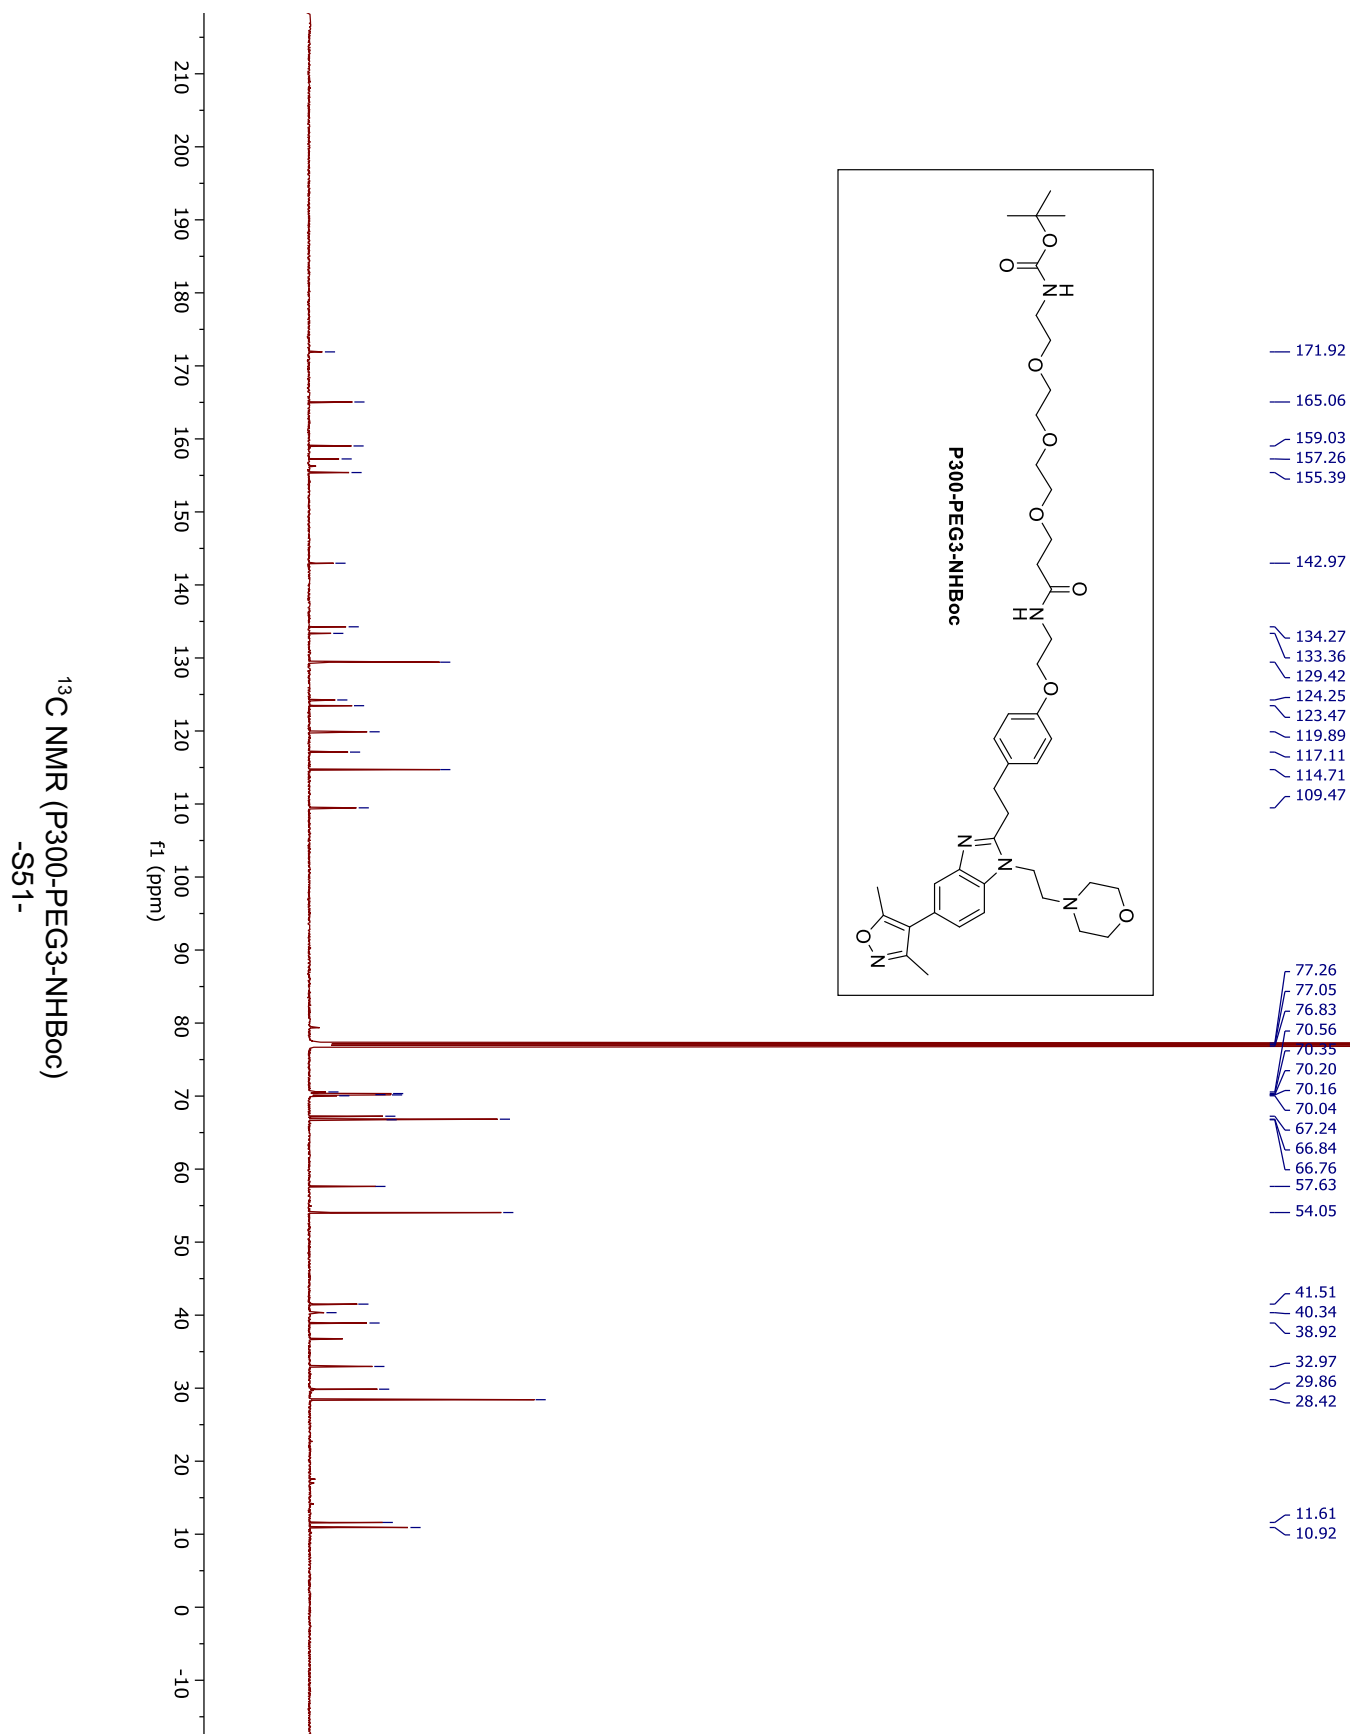 171.92
165.06
159.03
157.26
155.39
142.97
134.27
133.36
129.42
124.25
123.47
119.89
117.11
114.71
109.47
77.26
77.05
76.83
70.56
70.35
70.20
70.16
70.04
67.24
66.84
66.76
57.63
54.05
41.51
40.34
38.92
32.97
29.86
28.42
11.61
10.92
O
O
N
H
O
O
O
O
N
H
O
N
N
N
O
O
N
P300-PEG3-NHBoc
210 200 190 180 170 160 150 140 130 120 110 100 90 80 70 60 50 40 30 20 10 0 -10
f1 (ppm)
¹³C NMR (P300-PEG3-NHBoc)
-S51-